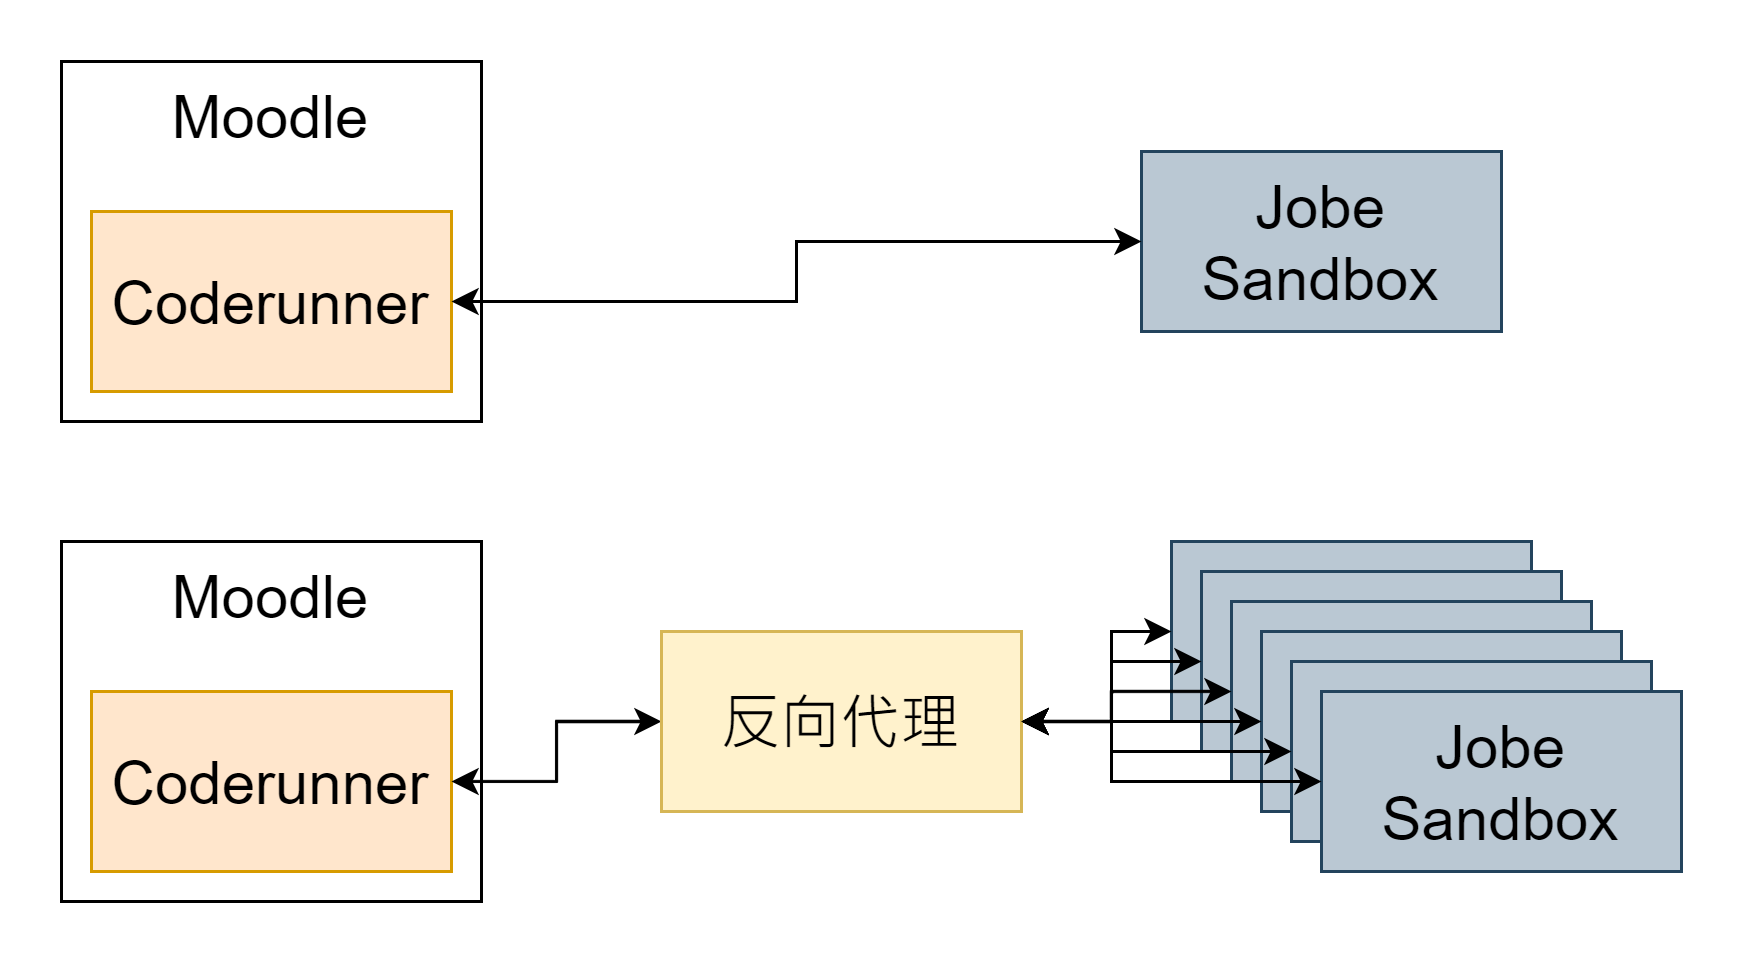 Moodle
Coderunner
Jobe
Sandbox
Moodle
Coderunner
反向代理
Jobe
Sandbox